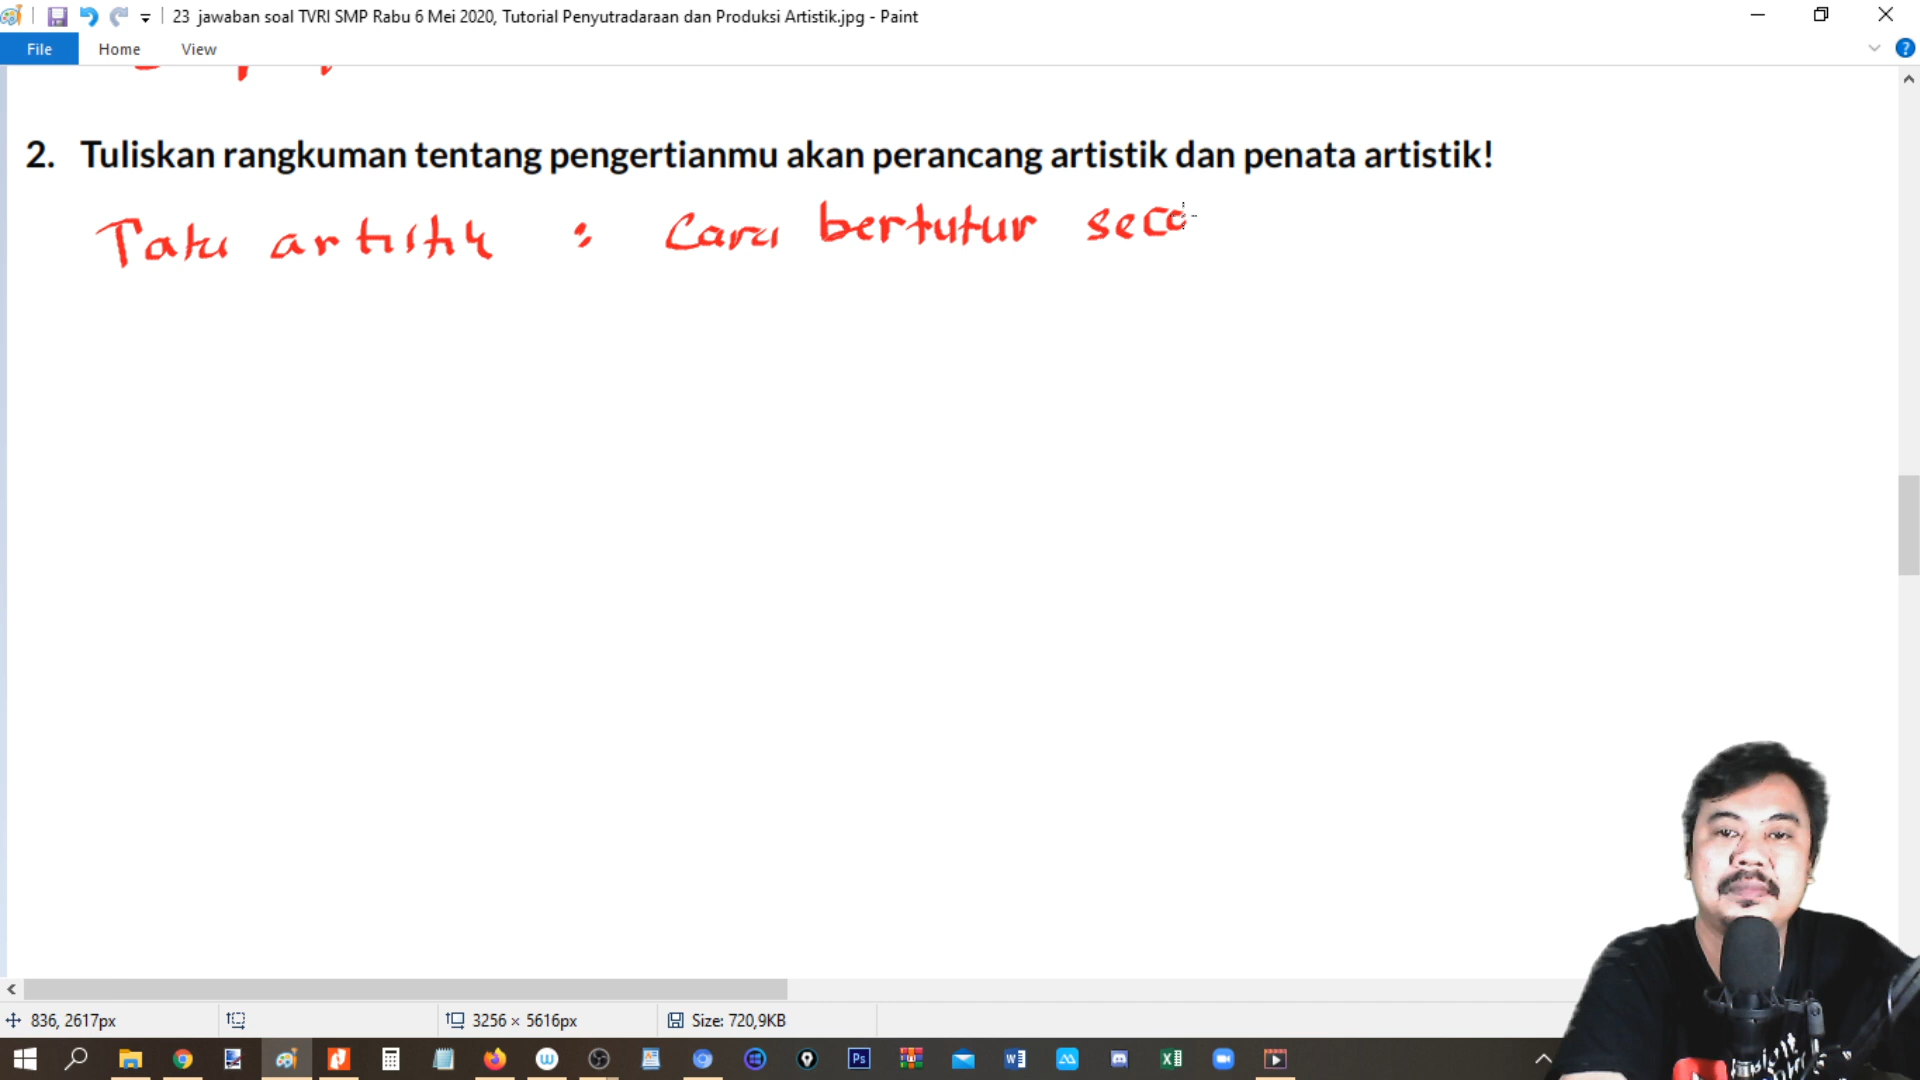 23 jawaban soal TVRI SMP Rabu 6 Mei 2020, Tutorial Penyutradaraan dan Produksi Artistik.jpg - Paint
File Home View
2. Tuliskan rangkuman tentang pengertianmu akan perancang artistik dan penata artistik!
Tata artistik : Cara bertutur seca
836, 2617px 3256 × 5616px Size: 720,9KB